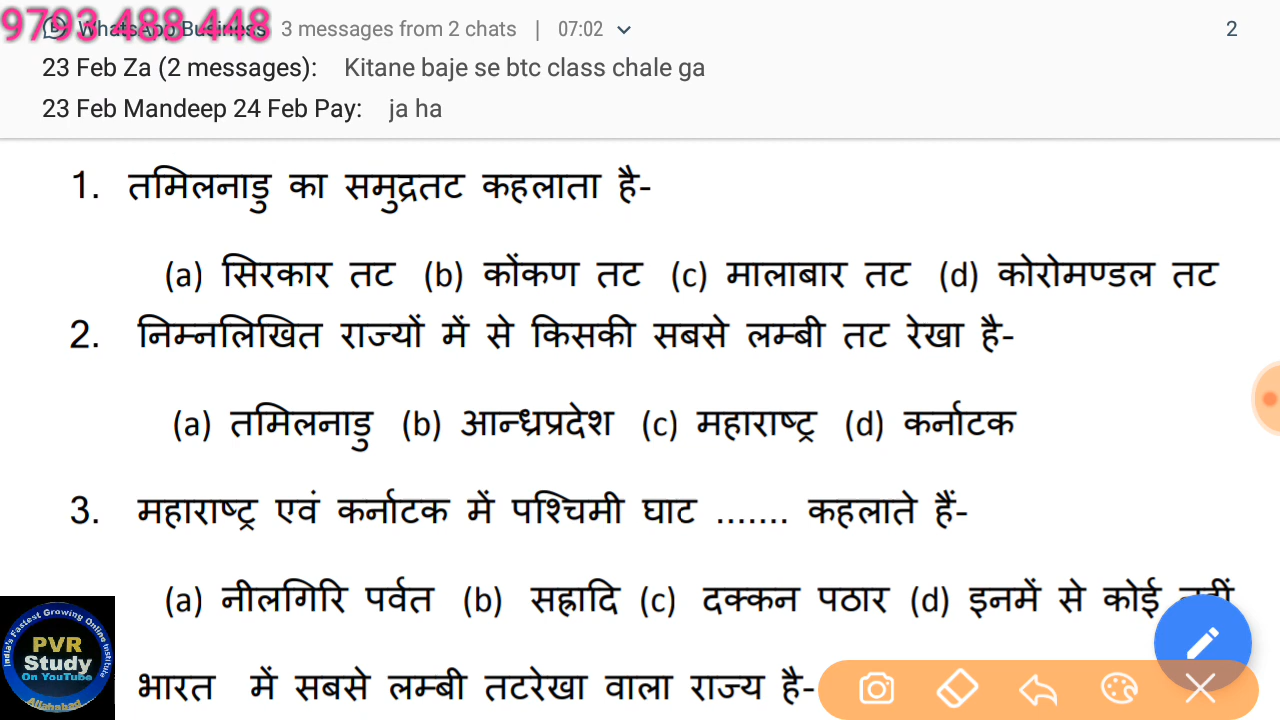 9793 488 448
WhatsApp Business 3 messages from 2 chats | 07:02 2
23 Feb Za (2 messages): Kitane baje se btc class chale ga
23 Feb Mandeep 24 Feb Pay: ja ha
1. तमिलनाडु का समुद्रतट कहलाता है-
(a) सिरकार तट (b) कोंकण तट (c) मालाबार तट (d) कोरोमण्डल तट
2. निम्नलिखित राज्यों में से किसकी सबसे लम्बी तट रेखा है-
(a) तमिलनाडु (b) आन्ध्रप्रदेश (c) महाराष्ट्र (d) कर्नाटक
3. महाराष्ट्र एवं कर्नाटक में पश्चिमी घाट ....... कहलाते हैं-
(a) नीलगिरि पर्वत (b) सह्रादि (c) दक्कन पठार (d) इनमें से कोई नहीं
भारत में सबसे लम्बी तटरेखा वाला राज्य है-
India's Fastest Growing Online Institute
PVR
Study
On YouTube
Allahabad